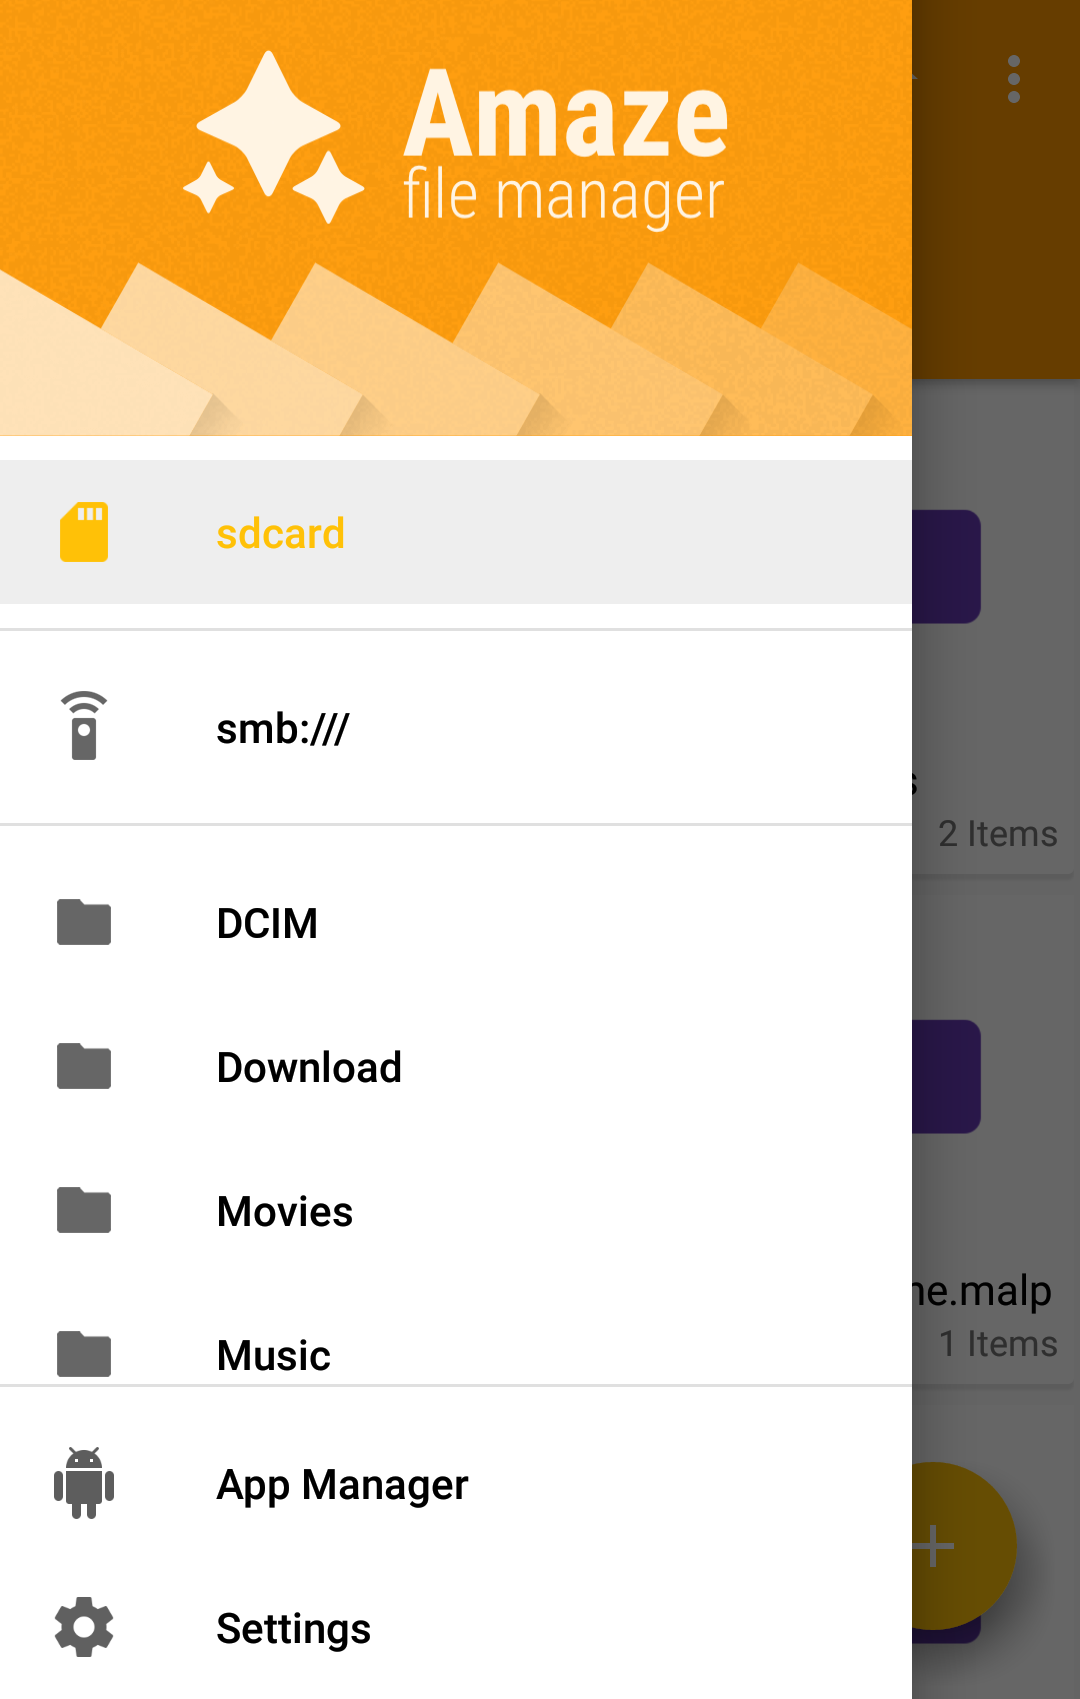 Amaze
file manager
sdcard
smb:///
2 Items
DCIM
Download
Movies
ne.malp
1 Items
Music
App Manager
Settings